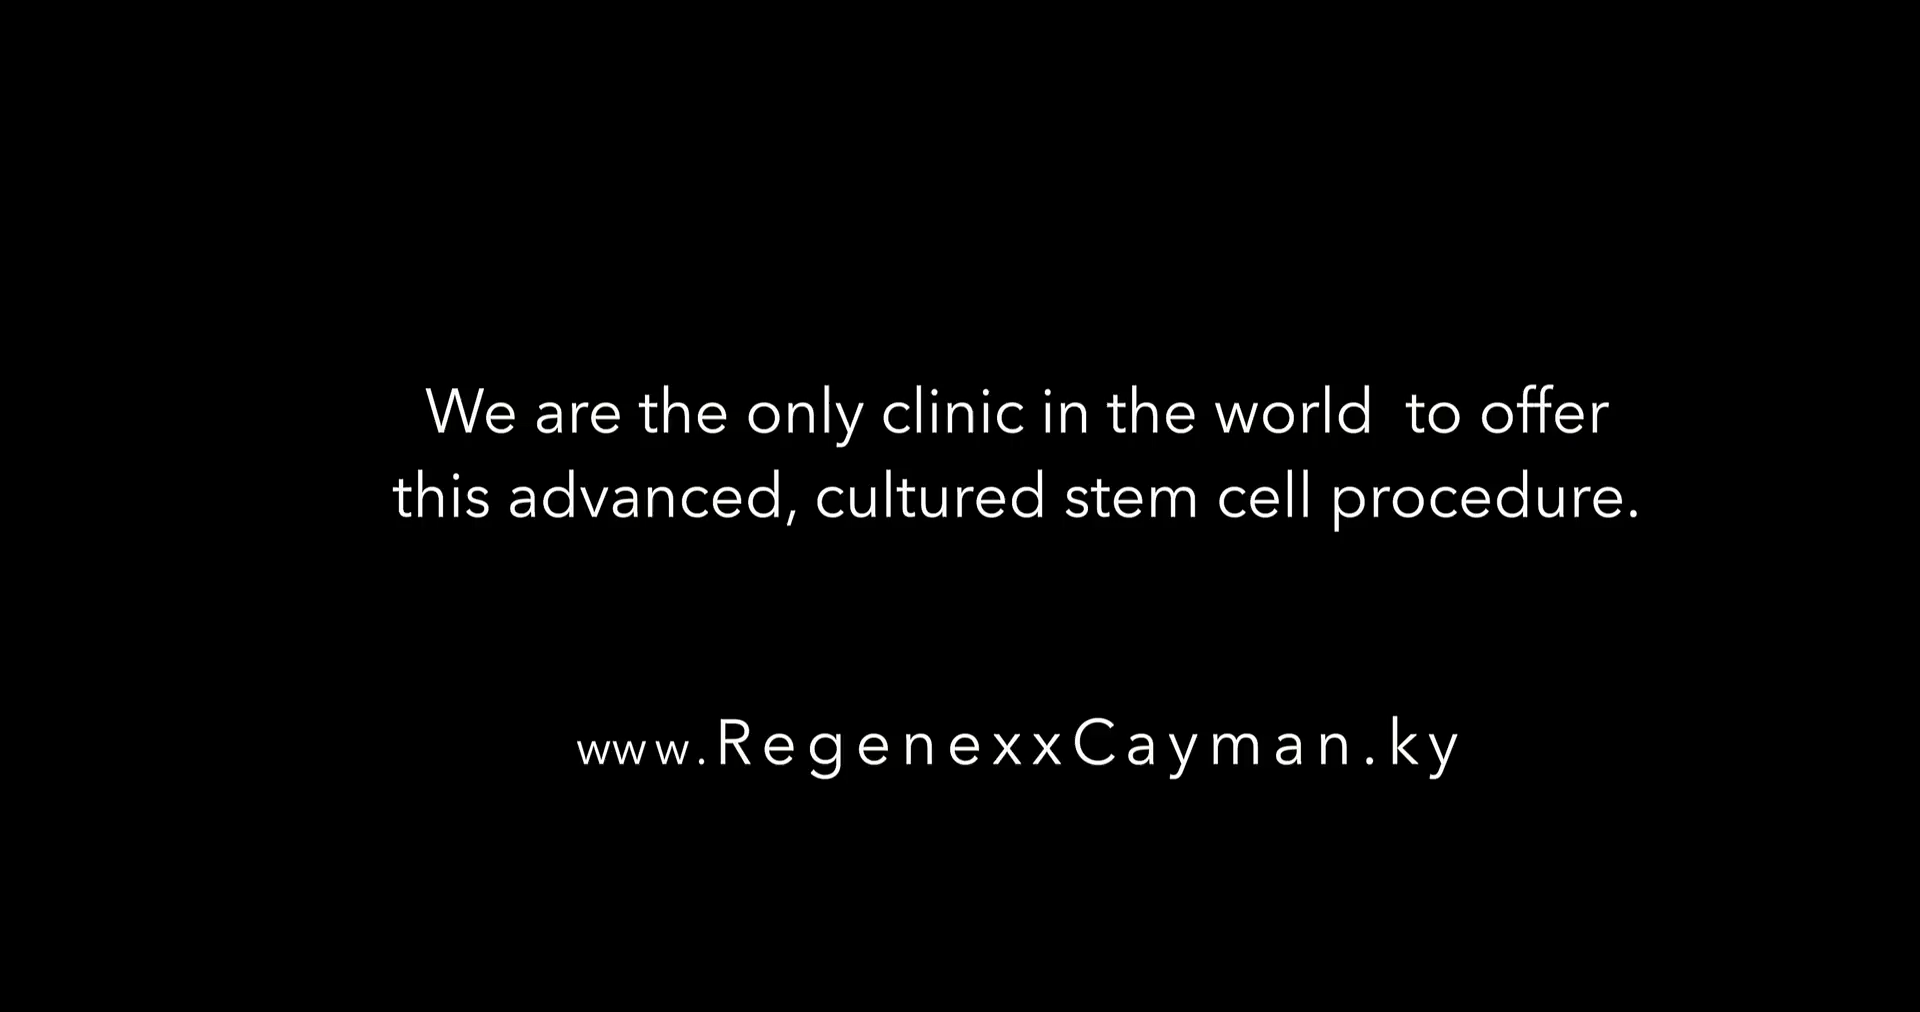 We are the only clinic in the world  to offer
this advanced, cultured stem cell procedure.
www.RegenexxCayman.ky